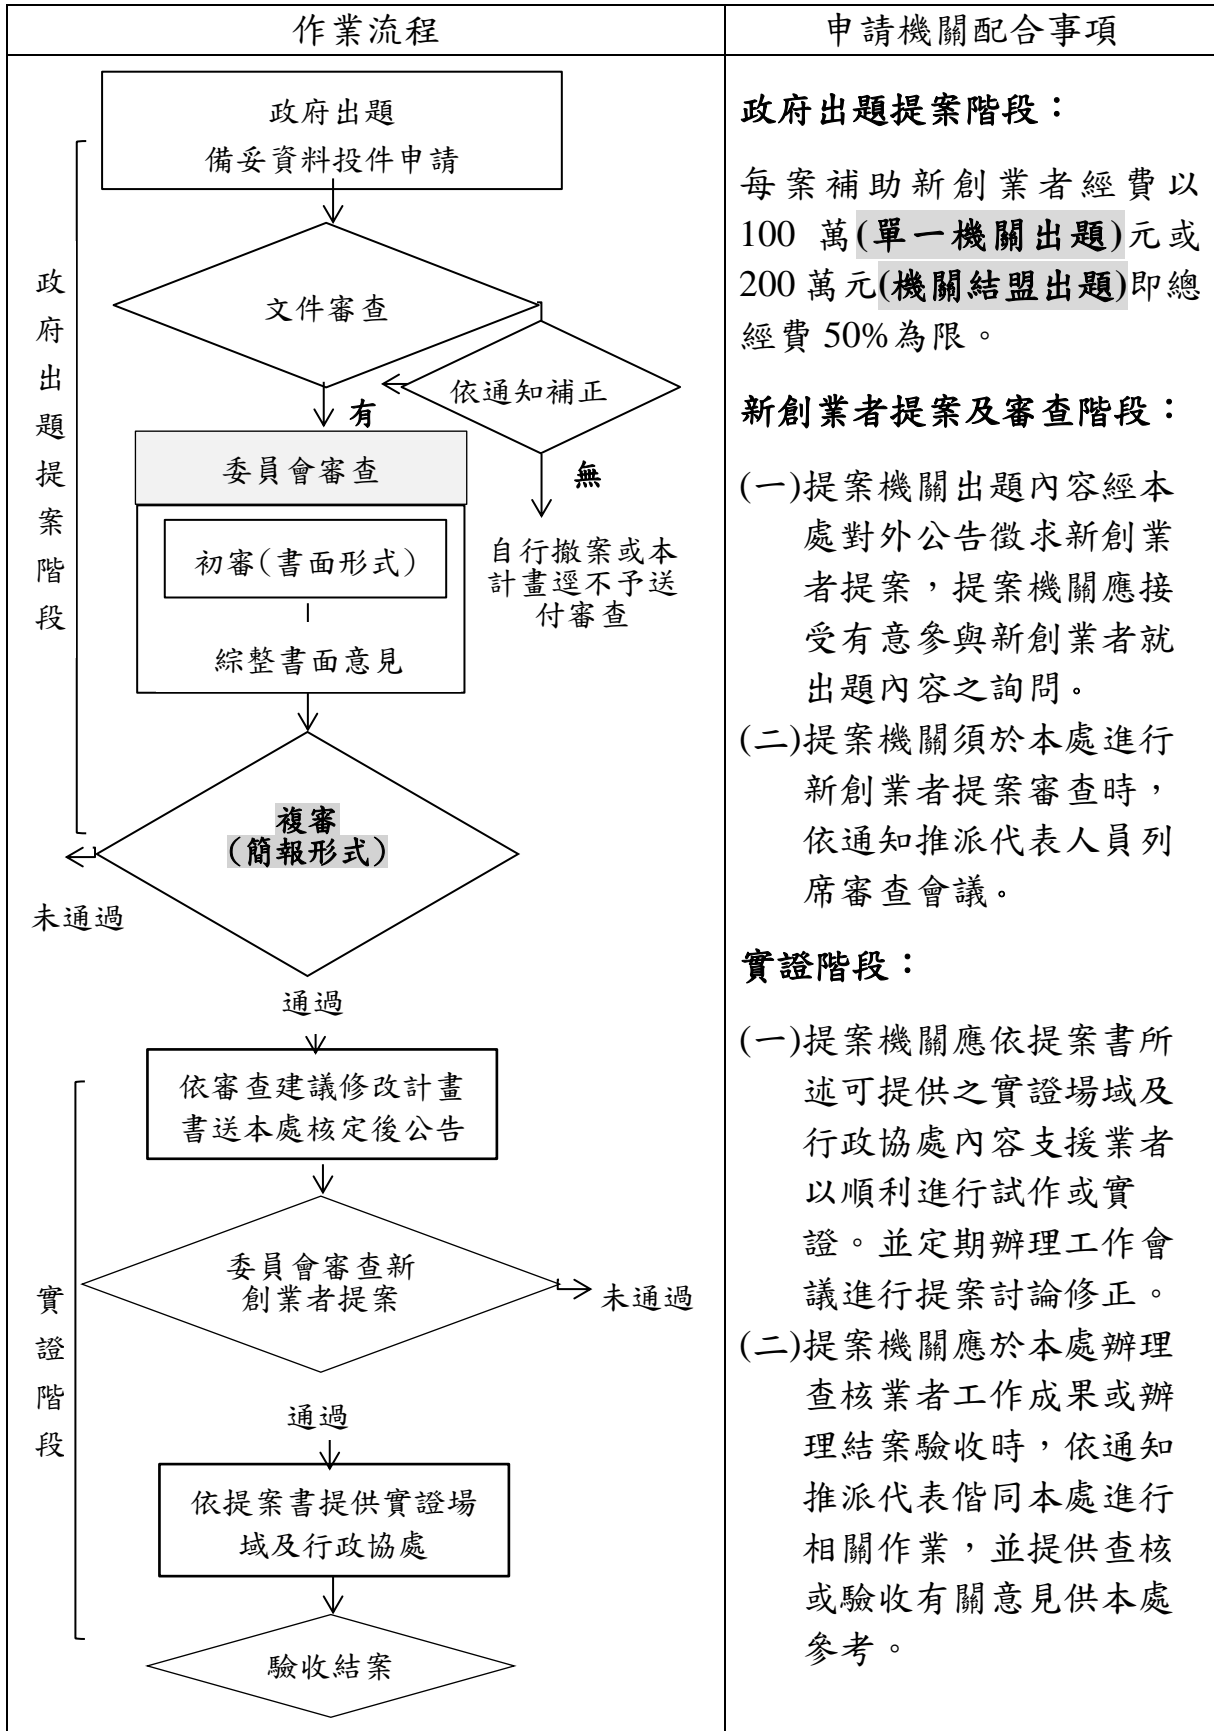 作業流程
申請機關配合事項
政府出題提案階段
政府出題
備妥資料投件申請
文件審查
依通知補正
有
無
委員會審查
初審(書面形式)
綜整書面意見
自行撤案或本
計畫逕不予送
付審查
複審
(簡報形式)
未通過
通過
實證階段
依審查建議修改計畫
書送本處核定後公告
委員會審查新
創業者提案
未通過
通過
依提案書提供實證場
域及行政協處
驗收結案
政府出題提案階段：
每案補助新創業者經費以
100 萬(單一機關出題)元或
200 萬元(機關結盟出題)即總
經費 50%為限。
新創業者提案及審查階段：
(一)提案機關出題內容經本
處對外公告徵求新創業
者提案，提案機關應接
受有意參與新創業者就
出題內容之詢問。
(二)提案機關須於本處進行
新創業者提案審查時，
依通知推派代表人員列
席審查會議。
實證階段：
(一)提案機關應依提案書所
述可提供之實證場域及
行政協處內容支援業者
以順利進行試作或實
證。並定期辦理工作會
議進行提案討論修正。
(二)提案機關應於本處辦理
查核業者工作成果或辦
理結案驗收時，依通知
推派代表偕同本處進行
相關作業，並提供查核
或驗收有關意見供本處
參考。